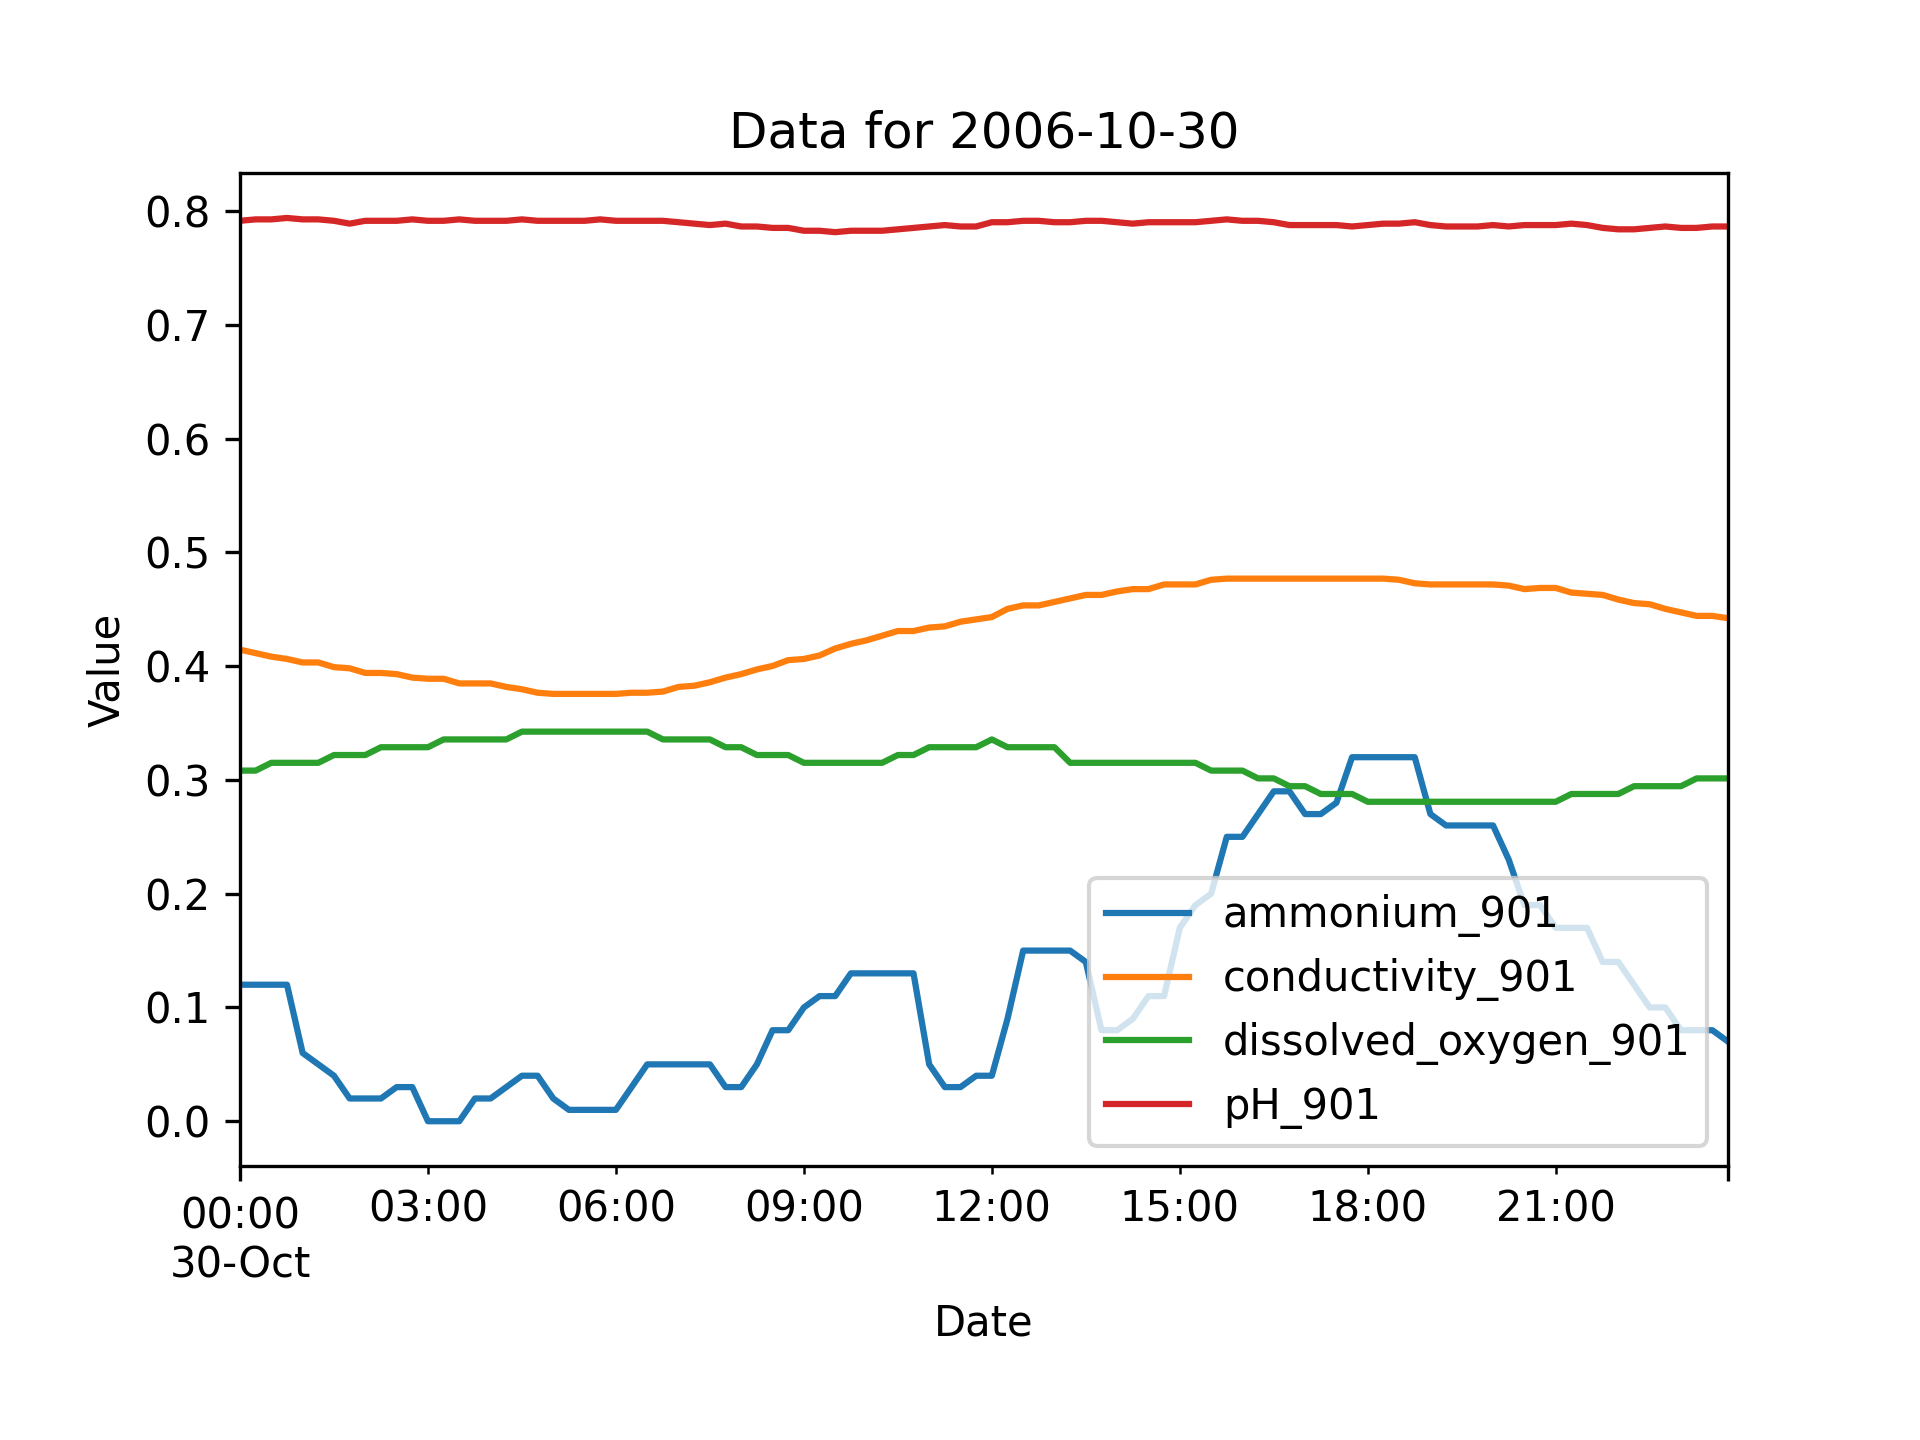 Data for 2006-10-30
Value
0.8
0.7
0.6
0.5
0.4
0.3
0.2
0.1
0.0
ammonium_901
conductivity_901
dissolved_oxygen_901
pH_901
00:00 03:00 06:00 09:00 12:00 15:00 18:00 21:00
30-Oct
Date